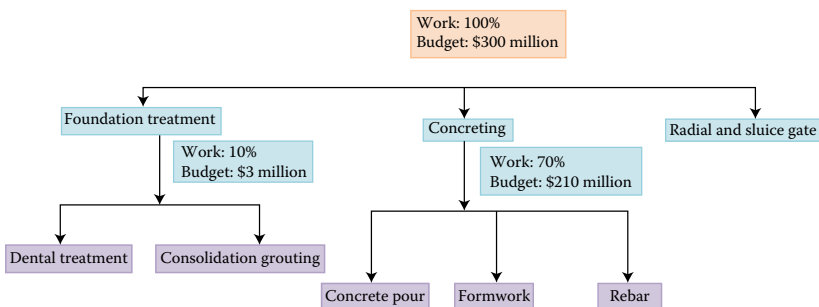 Work: 100%
Budget: $300 million
Foundation treatment
Concreting
Radial and sluice gate
Work: 10%
Budget: $3 million
Work: 70%
Budget: $210 million
Dental treatment
Consolidation grouting
Concrete pour
Formwork
Rebar